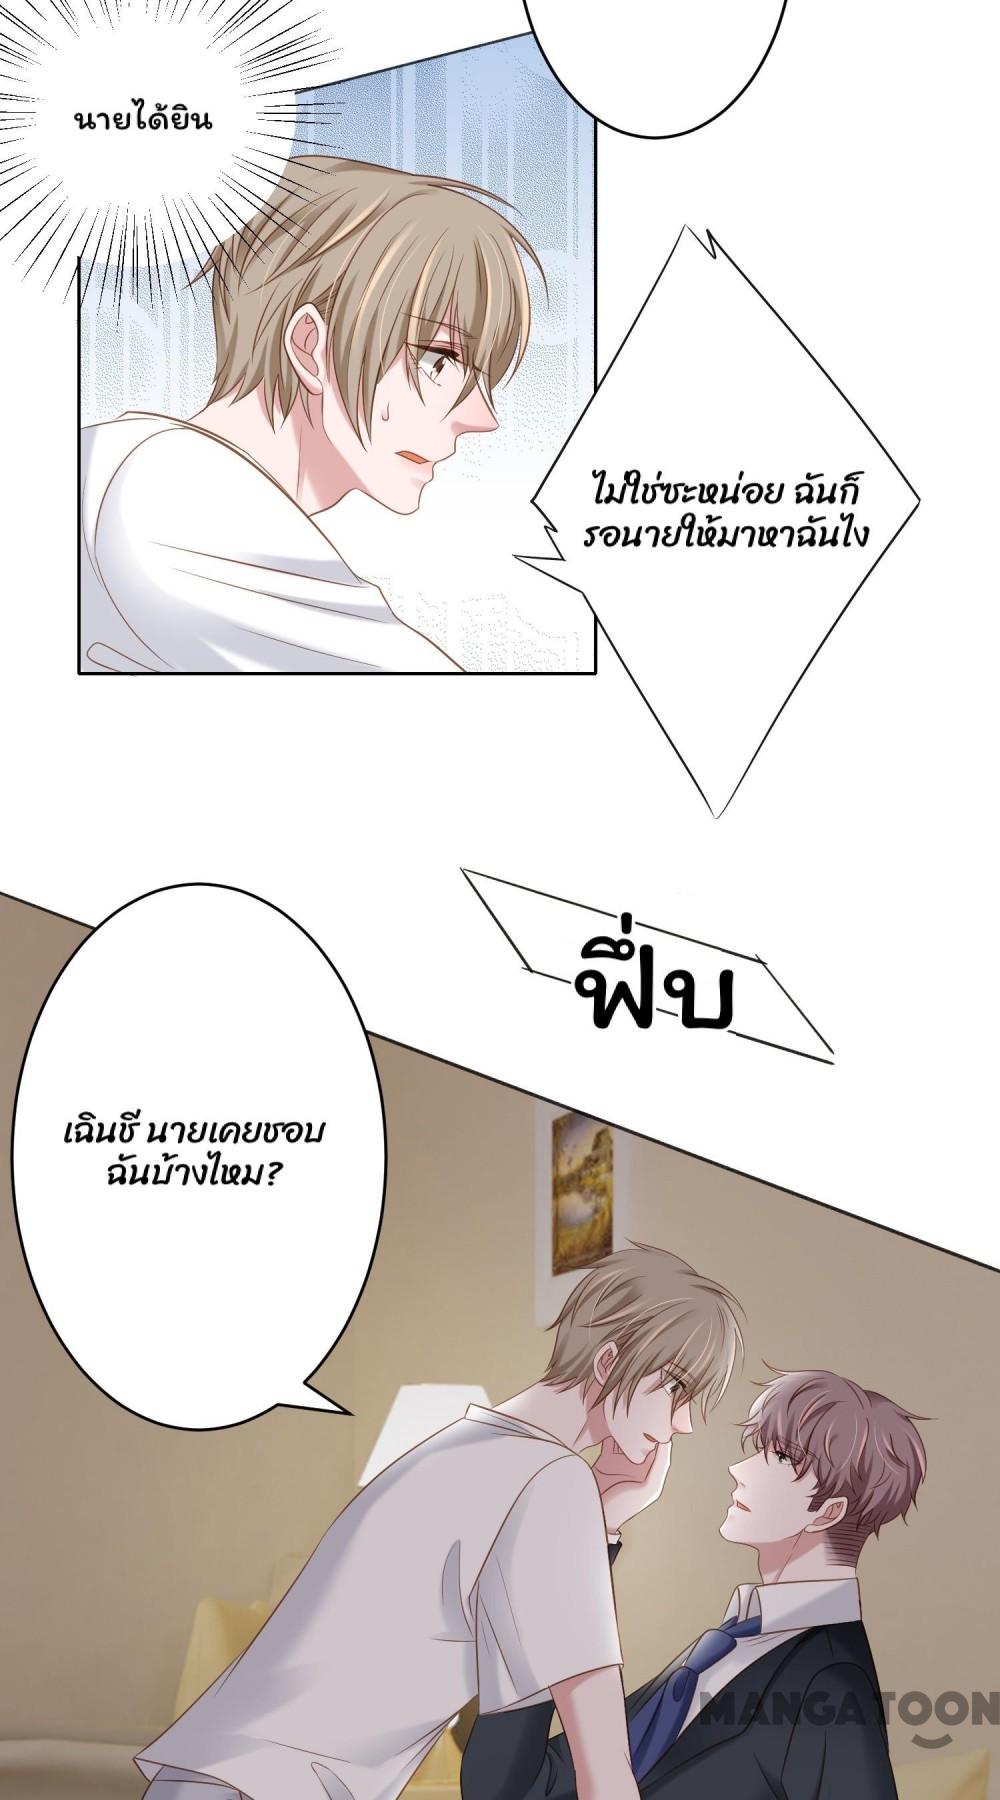 นายได้ยิน
ไม่ใช่ซะหน่อย ฉันก็
รอนายให้มาหาฉันไง
ฟึ่บ
เฉินชี นายเคยชอบ
ฉันบ้างไหม?
MANGATOON